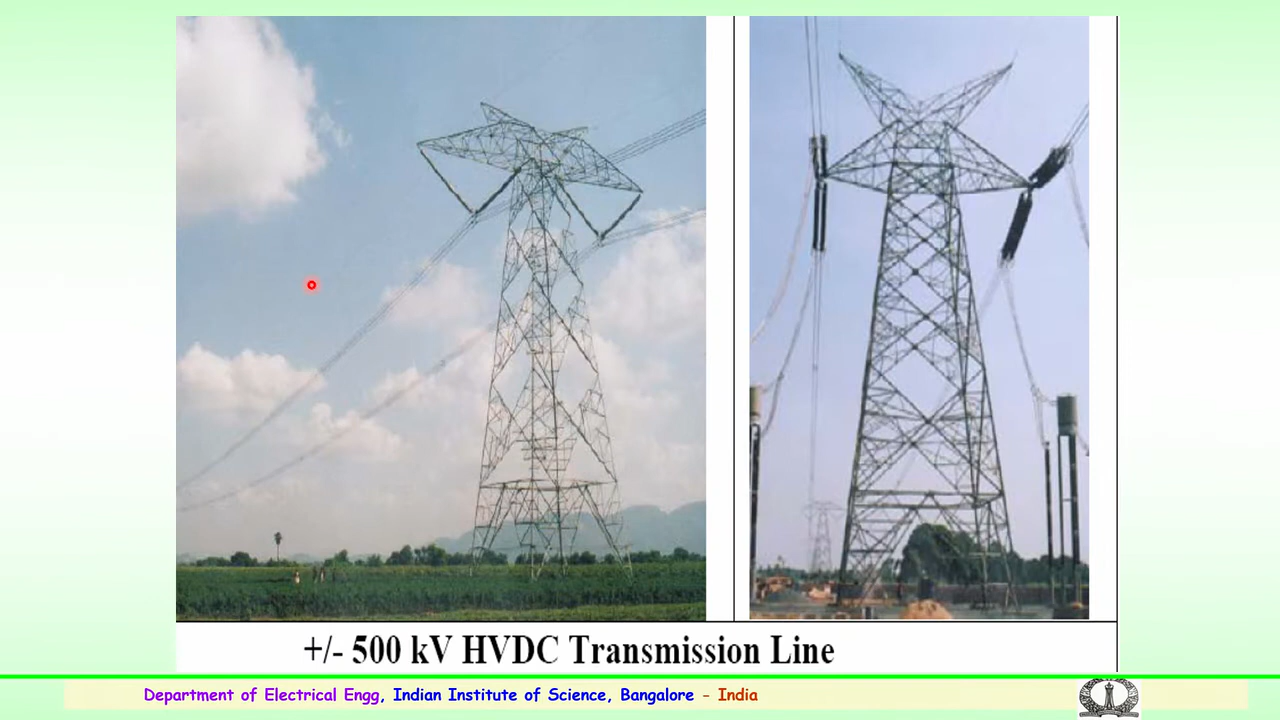 +/- 500 kV HVDC Transmission Line
Department of Electrical Engg, Indian Institute of Science, Bangalore - India